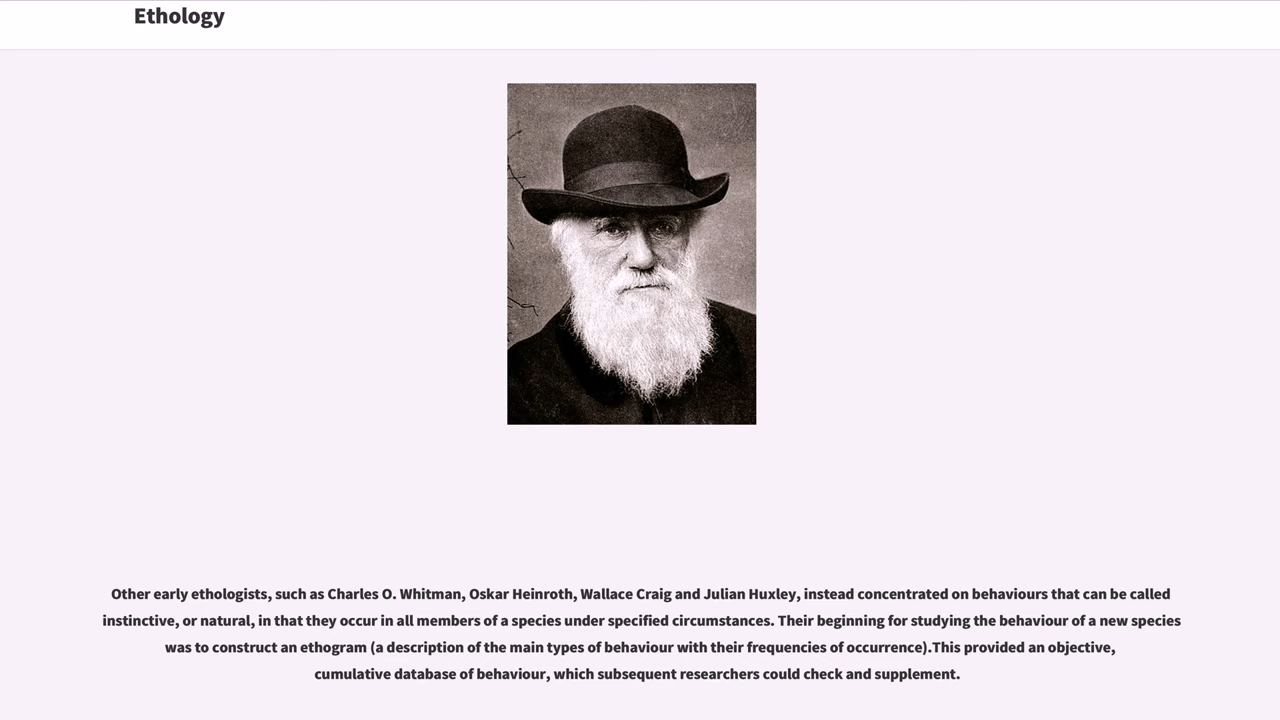 Ethology
Other early ethologists, such as Charles O. Whitman, Oskar Heinroth, Wallace Craig and Julian Huxley, instead concentrated on behaviours that can be called
instinctive, or natural, in that they occur in all members of a species under specified circumstances. Their beginning for studying the behaviour of a new species
was to construct an ethogram (a description of the main types of behaviour with their frequencies of occurrence).This provided an objective,
cumulative database of behaviour, which subsequent researchers could check and supplement.